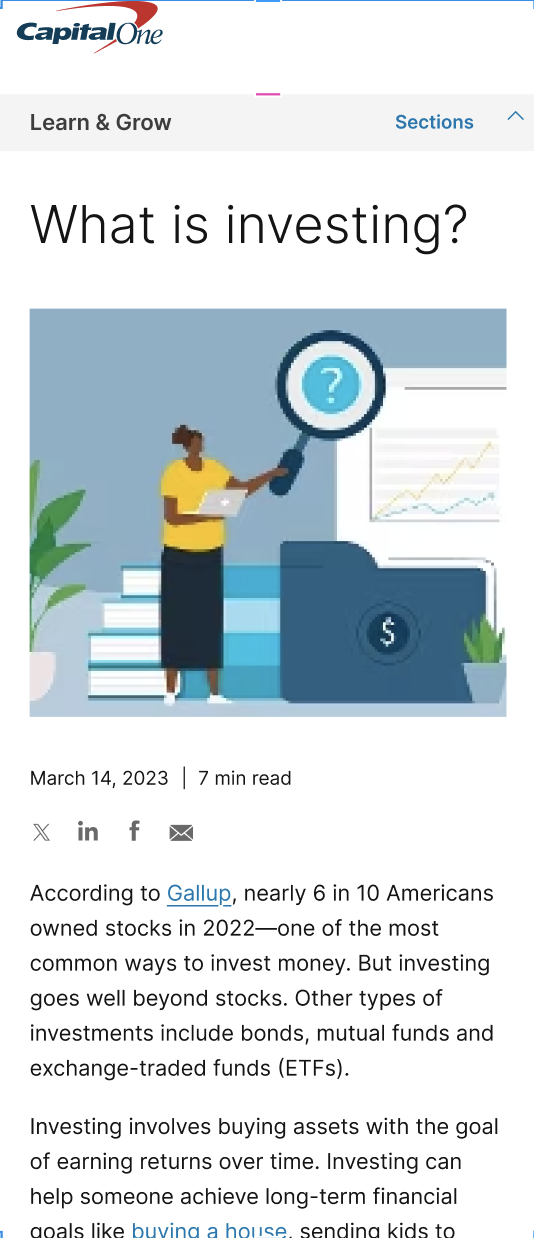 CapitalOne
Learn & Grow
Sections
What is investing?
?
$
March 14, 2023 | 7 min read
X in f
According to Gallup, nearly 6 in 10 Americans
owned stocks in 2022—one of the most
common ways to invest money. But investing
goes well beyond stocks. Other types of
investments include bonds, mutual funds and
exchange-traded funds (ETFs).
Investing involves buying assets with the goal
of earning returns over time. Investing can
help someone achieve long-term financial
goals like buying a house, sending kids to